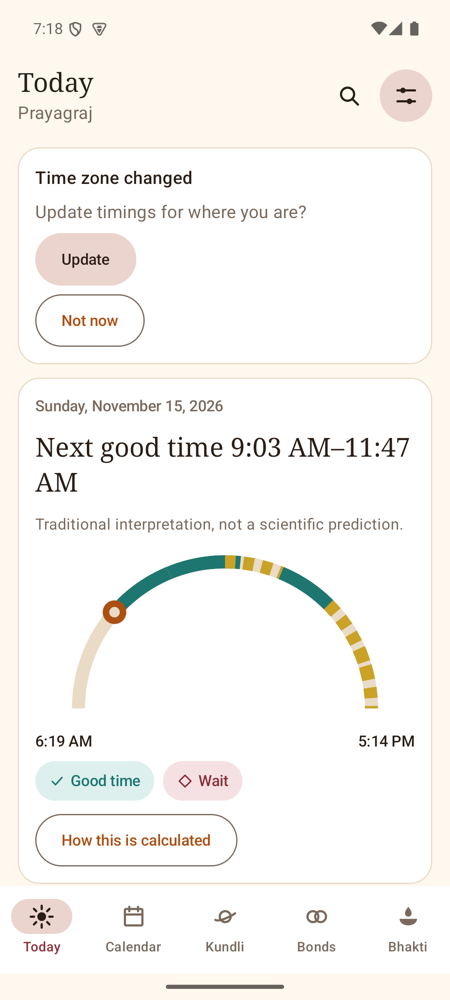 7:18
Today
Prayagraj
Time zone changed
Update timings for where you are?
Update
Not now
Sunday, November 15, 2026
Next good time 9:03 AM–11:47
AM
Traditional interpretation, not a scientific prediction.
6:19 AM
5:14 PM
Good time
Wait
How this is calculated
Today
Calendar
Kundli
Bonds
Bhakti